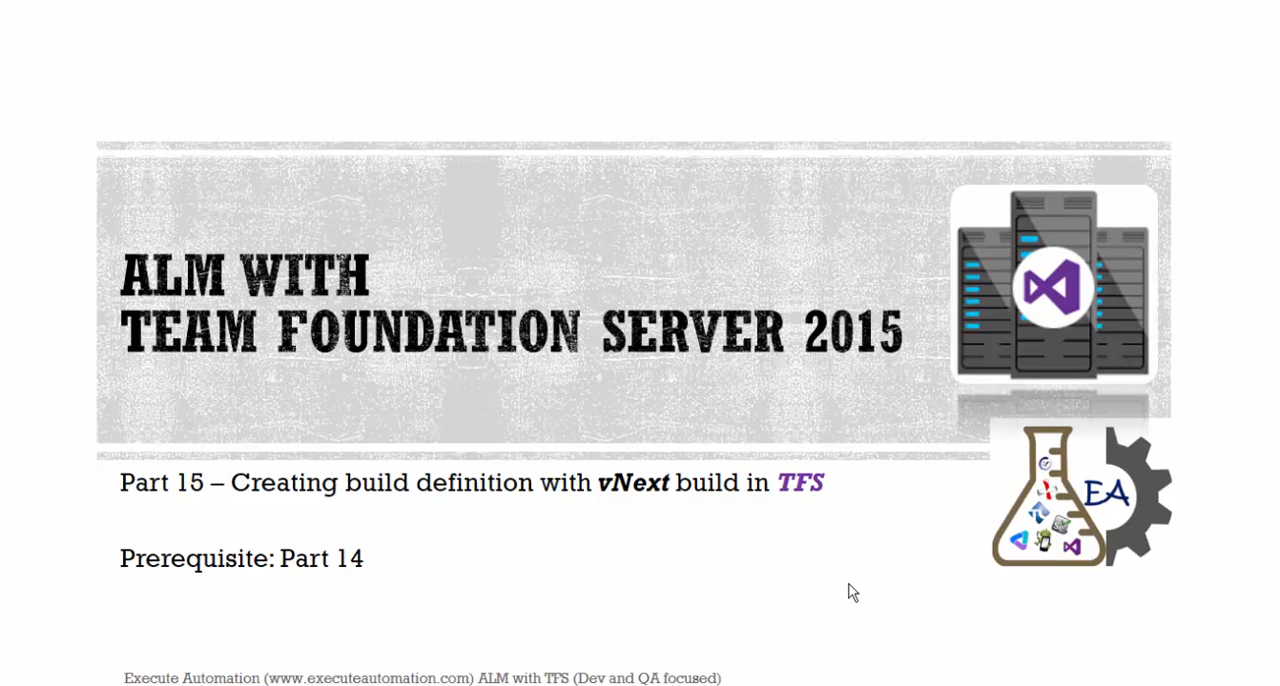 ALM WITH
TEAM FOUNDATION SERVER 2015
Part 15 – Creating build definition with vNext build in TFS
EA
Prerequisite: Part 14
Execute Automation (www.executeautomation.com) ALM with TFS (Dev and QA focused)